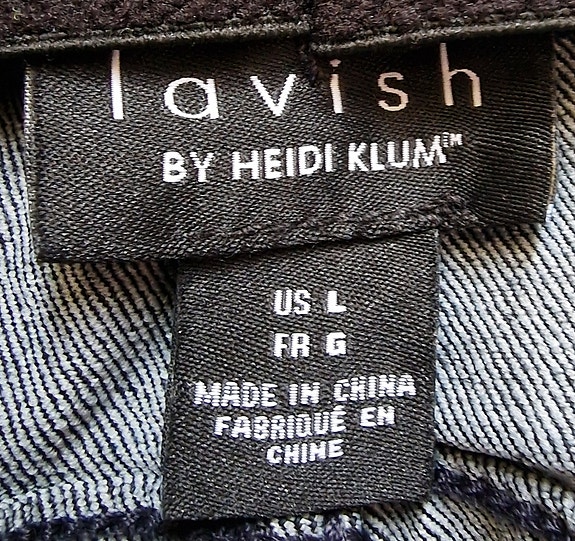 lavish
BY HEIDI KLUM™
US L
FR G
MADE IN CHINA
FABRIQUÉ EN
CHINE